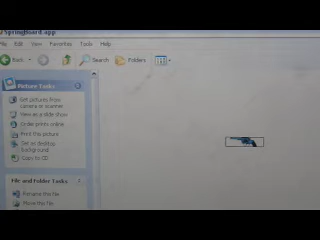 SpringBoard.app
File View Favorites Tools Help
Back Search Folders
Picture Tasks
Get pictures from
camera or scanner
View as a slide show
Order prints online
Print this picture
Set as desktop
background
Copy to CD
File and Folder Tasks
Rename this file
Move this file